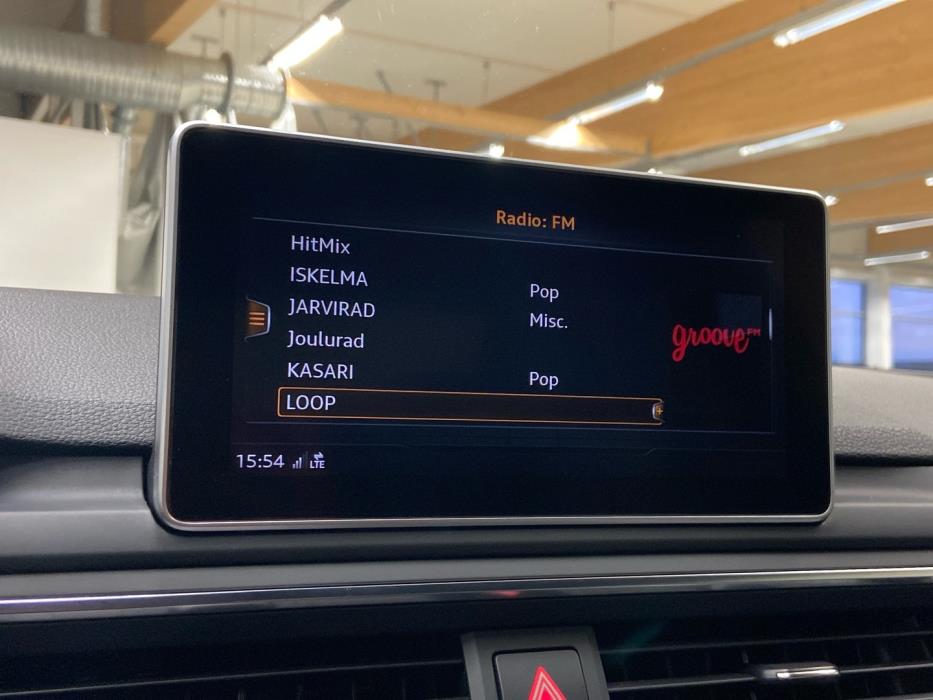 Radio: FM
HitMix
ISKELMA Pop
JARVIRAD Misc.
Joulurad
KASARI Pop
LOOP
groove FM
15:54 LTE